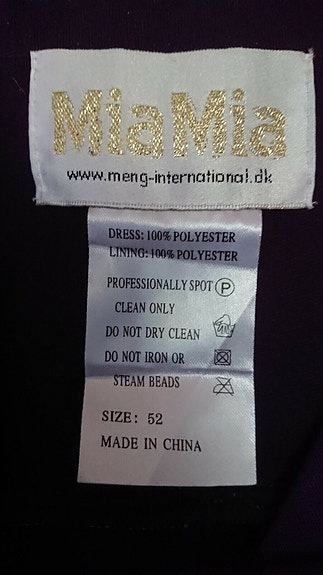 MiaMia
www.meng-international.dk
DRESS: 100% POLYESTER
LINING: 100% POLYESTER
PROFESSIONALLY SPOT P
CLEAN ONLY
DO NOT DRY CLEAN
DO NOT IRON OR
STEAM BEADS
SIZE: 52
MADE IN CHINA